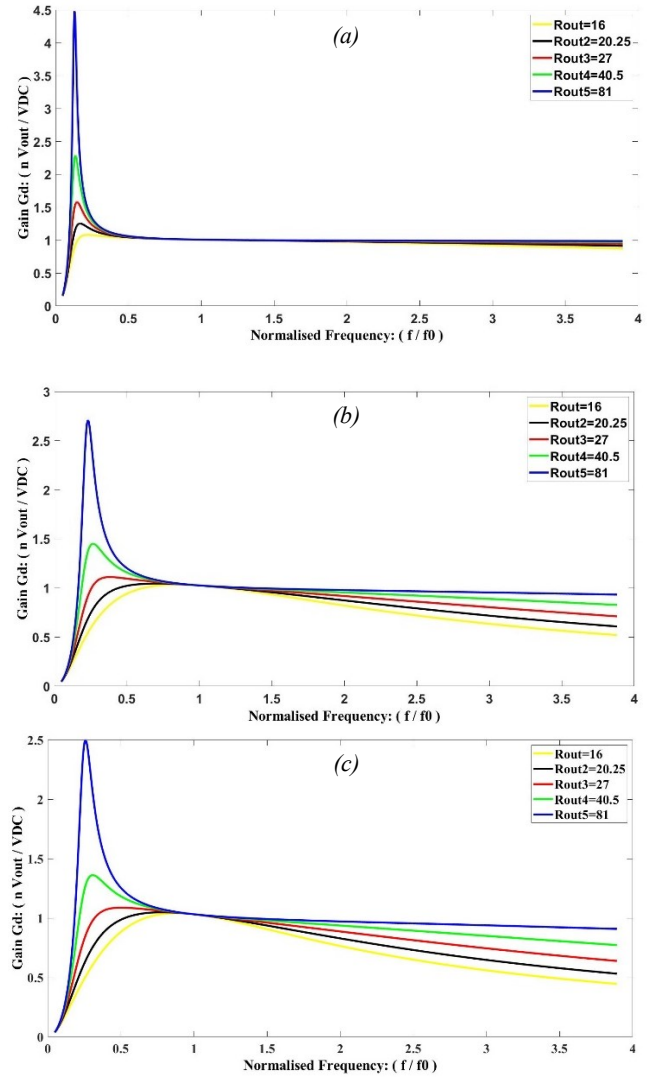 (a)
Rout=16
Rout2=20.25
Rout3=27
Rout4=40.5
Rout5=81
Gain Gd: ( n Vout / VDC )
4.5
4
3.5
3
2.5
2
1.5
1
0.5
0
0 0.5 1 1.5 2 2.5 3 3.5 4
Normalised Frequency: ( f / f0 )
(b)
Rout=16
Rout2=20.25
Rout3=27
Rout4=40.5
Rout5=81
Gain Gd: ( n Vout / VDC )
3
2.5
2
1.5
1
0.5
0
0 0.5 1 1.5 2 2.5 3 3.5 4
Normalised Frequency: ( f / f0 )
(c)
Rout=16
Rout2=20.25
Rout3=27
Rout4=40.5
Rout5=81
Gain Gd: ( n Vout / VDC )
2.5
2
1.5
1
0.5
0
0 0.5 1 1.5 2 2.5 3 3.5 4
Normalised Frequency: ( f / f0 )